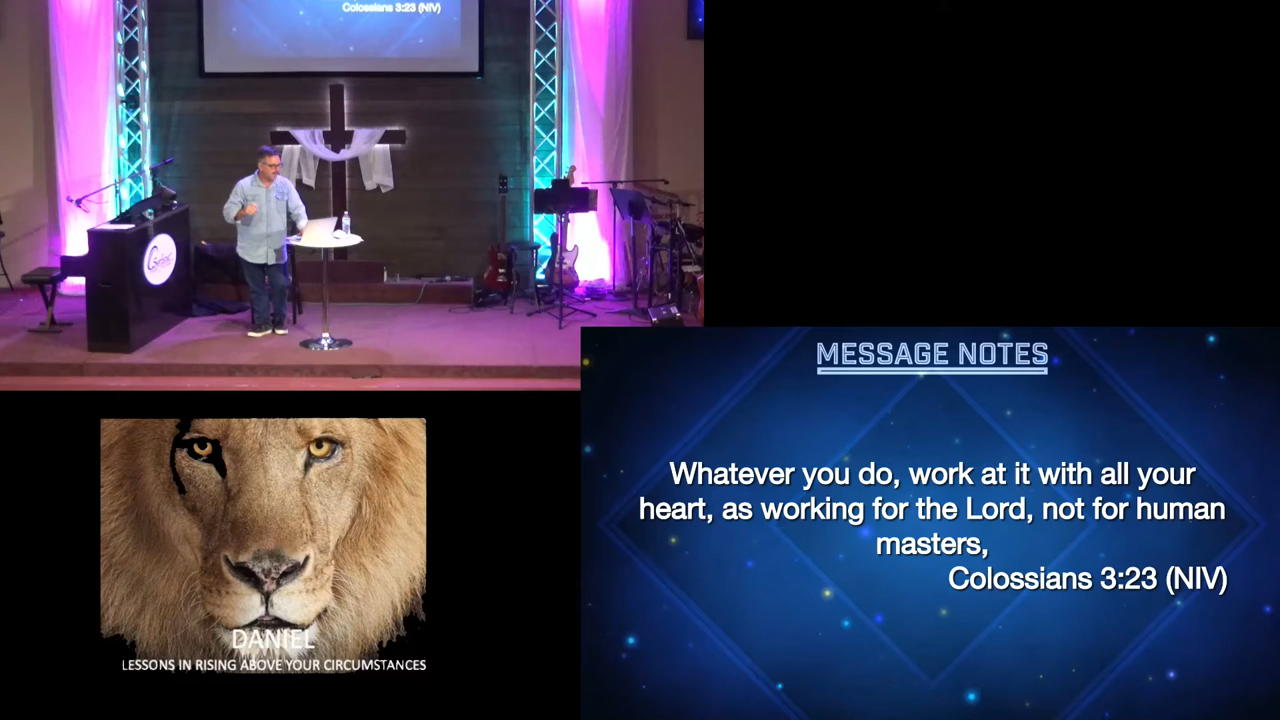 Colossians 3:23 (NIV)
MESSAGE NOTES
Whatever you do, work at it with all your
heart, as working for the Lord, not for human
masters,
Colossians 3:23 (NIV)
DANIEL
LESSONS IN RISING ABOVE YOUR CIRCUMSTANCES